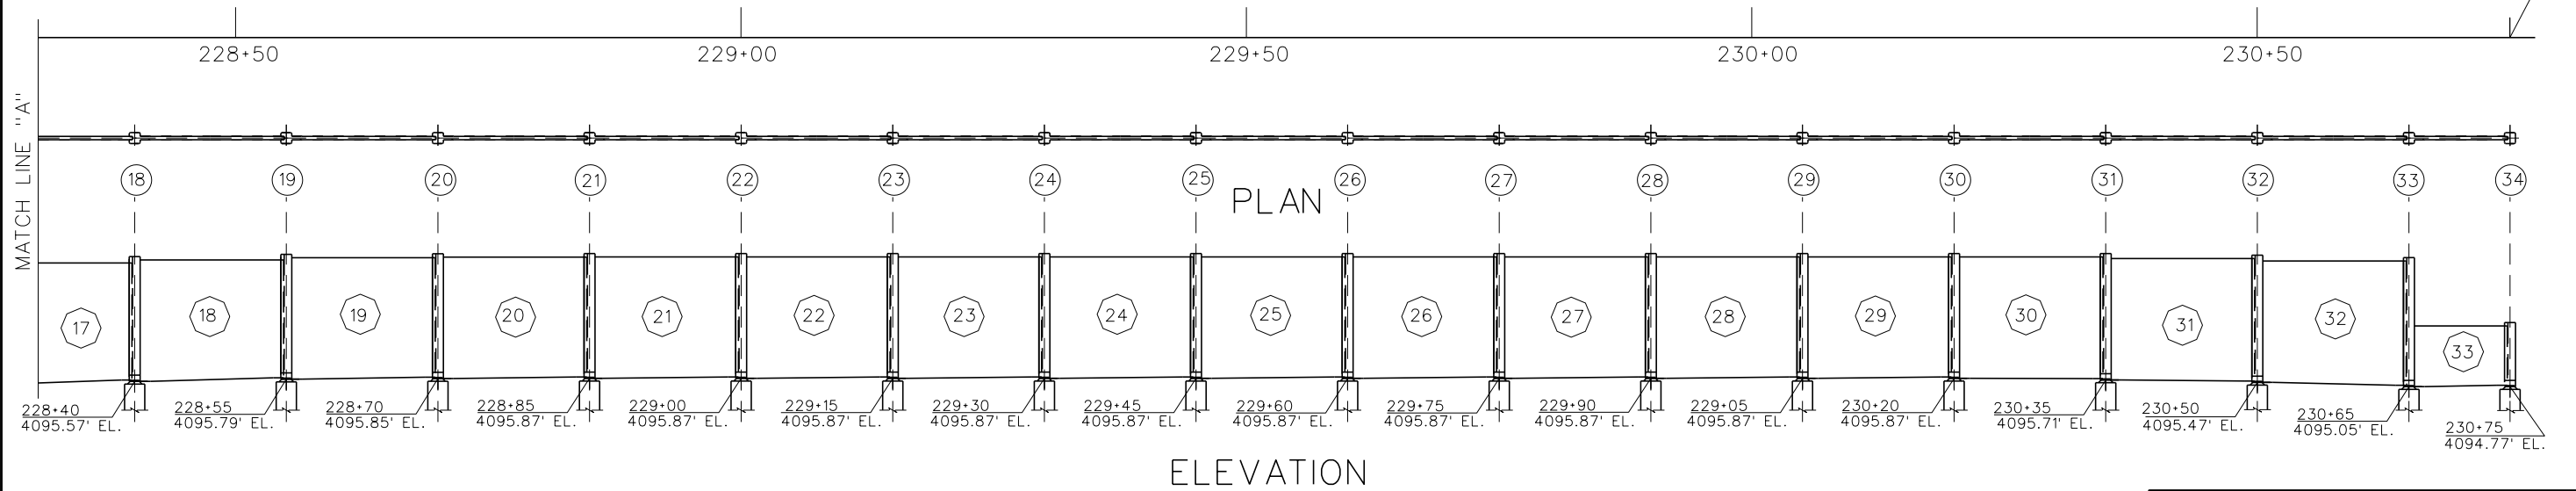 228+50 229+00 229+50 230+00 230+50
MATCH LINE "A"
18 19 20 21 22 23 24 25 26 27 28 29 30 31 32 33 34
PLAN
17 18 19 20 21 22 23 24 25 26 27 28 29 30 31 32 33
228+40
4095.57' EL.
228+55
4095.79' EL.
228+70
4095.85' EL.
228+85
4095.87' EL.
229+00
4095.87' EL.
229+15
4095.87' EL.
229+30
4095.87' EL.
229+45
4095.87' EL.
229+60
4095.87' EL.
229+75
4095.87' EL.
229+90
4095.87' EL.
229+05
4095.87' EL.
230+20
4095.87' EL.
230+35
4095.71' EL.
230+50
4095.47' EL.
230+65
4095.05' EL.
230+75
4094.77' EL.
ELEVATION